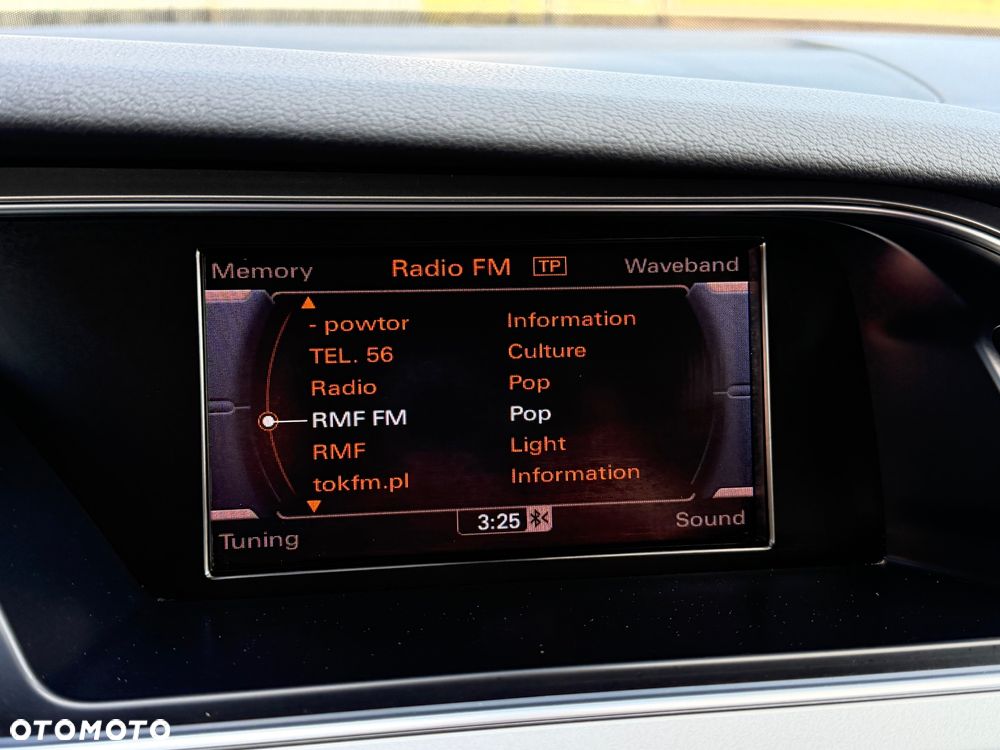 Memory Radio FM TP Waveband
- powtor Information
TEL. 56 Culture
Radio Pop
RMF FM Pop
RMF Light
tokfm.pl Information
3:25
Tuning Sound
OTOMOTO